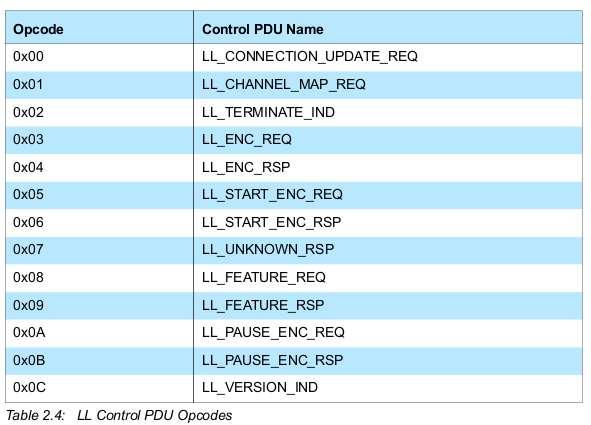 Opcode Control PDU Name
0x00 LL_CONNECTION_UPDATE_REQ
0x01 LL_CHANNEL_MAP_REQ
0x02 LL_TERMINATE_IND
0x03 LL_ENC_REQ
0x04 LL_ENC_RSP
0x05 LL_START_ENC_REQ
0x06 LL_START_ENC_RSP
0x07 LL_UNKNOWN_RSP
0x08 LL_FEATURE_REQ
0x09 LL_FEATURE_RSP
0x0A LL_PAUSE_ENC_REQ
0x0B LL_PAUSE_ENC_RSP
0x0C LL_VERSION_IND
Table 2.4: LL Control PDU Opcodes